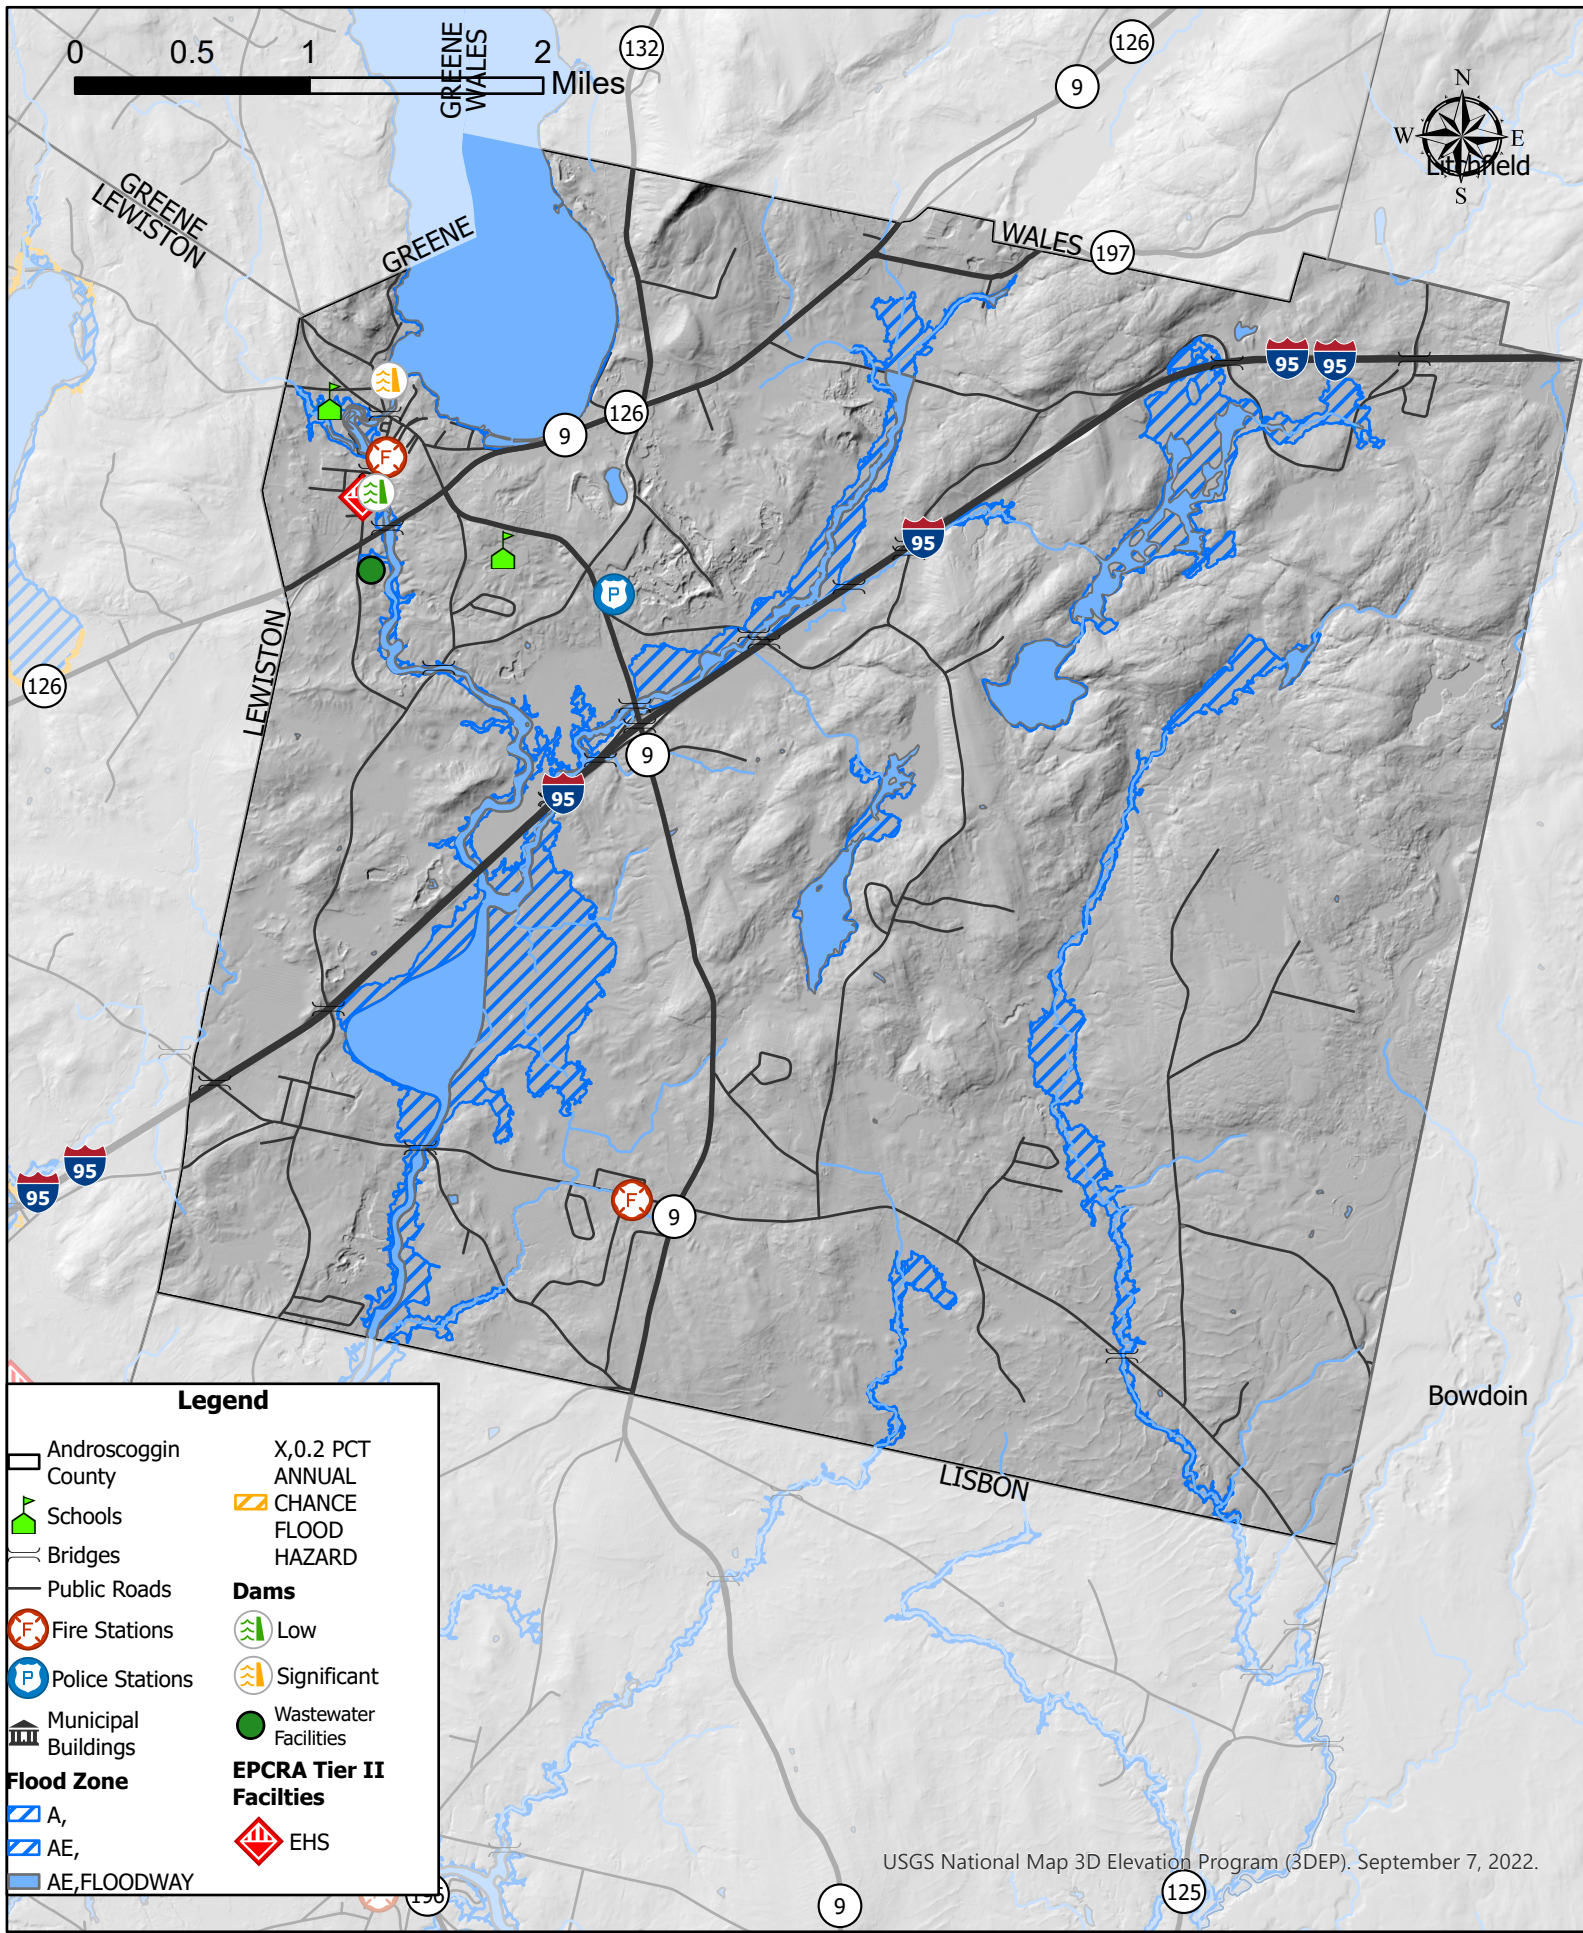 0 0.5 1 2
Miles
GREENE
WALES
132
126
9
N
W E
S
Litchfield
GREENE
LEWISTON
GREENE
WALES
197
95
95
126
9
F
95
P
LEWISTON
126
9
95
95
95
F
9
Bowdoin
LISBON
Legend
Androscoggin
County
Schools
Bridges
Public Roads
F
Fire Stations
P
Police Stations
Municipal
Buildings
Flood Zone
A,
AE,
AE,FLOODWAY
X,0.2 PCT
ANNUAL
CHANCE
FLOOD
HAZARD
Dams
Low
Significant
Wastewater
Facilities
EPCRA Tier II
Facilties
EHS
USGS National Map 3D Elevation Program (3DEP). September 7, 2022.
196
9
125